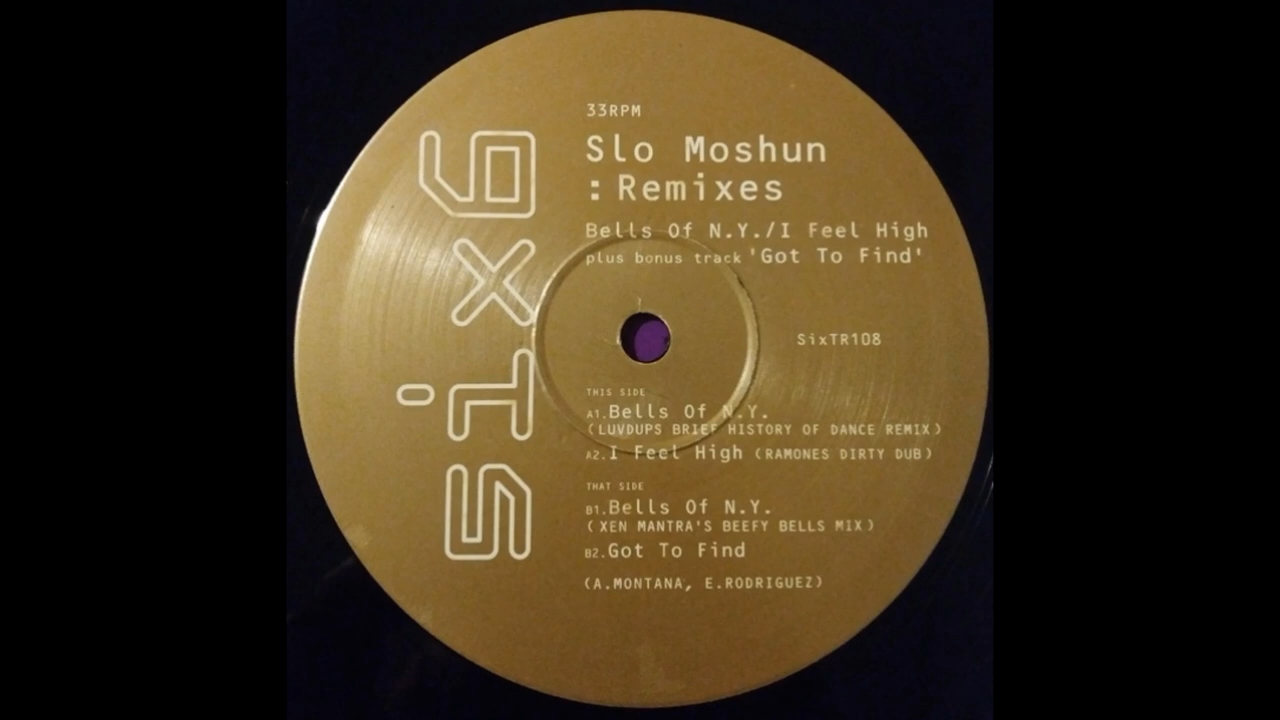 six6
33RPM
Slo Moshun
:Remixes
Bells Of N.Y./I Feel High
plus bonus track 'Got To Find'
SixTR108
THIS SIDE
A1.Bells Of N.Y.
(LUVDUPS BRIEF HISTORY OF DANCE REMIX)
A2.I Feel High (RAMONES DIRTY DUB)
THAT SIDE
B1.Bells Of N.Y.
(XEN MANTRA'S BEEFY BELLS MIX)
B2.Got To Find
(A.MONTANA, E.RODRIGUEZ)